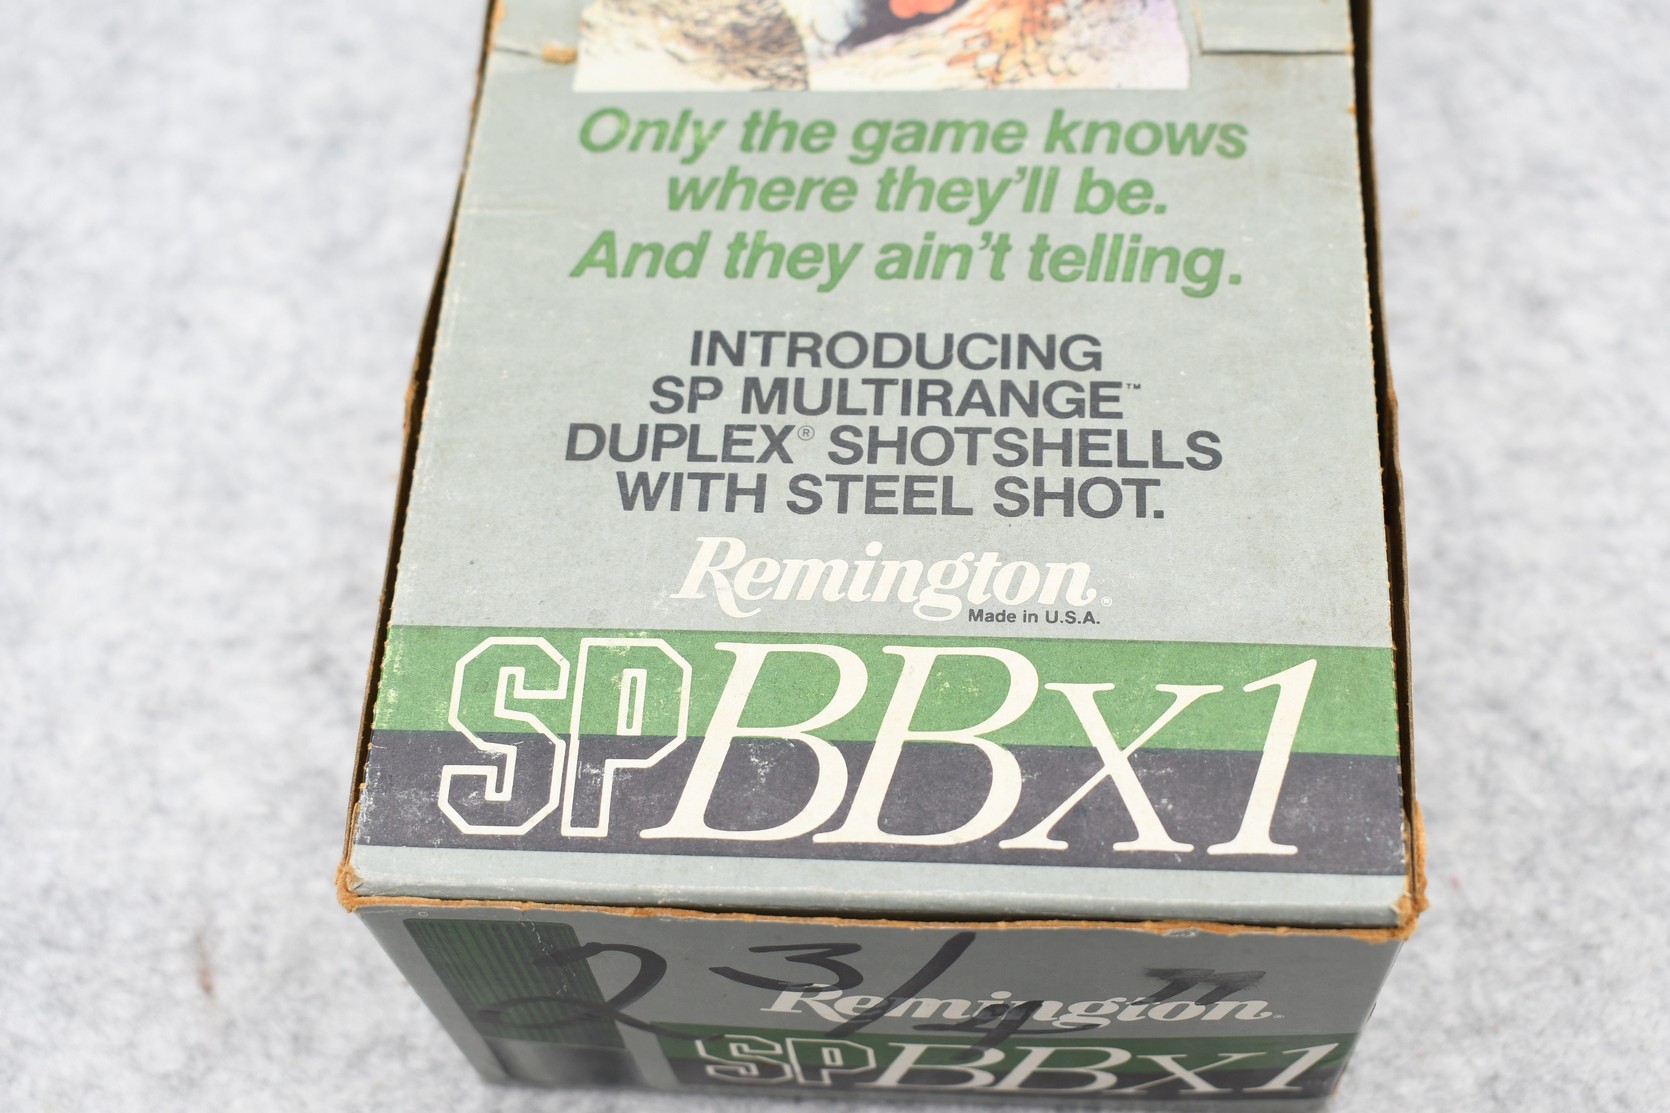 Only the game knows
where they'll be.
And they ain't telling.
INTRODUCING
SP MULTIRANGE™
DUPLEX® SHOTSHELLS
WITH STEEL SHOT.
Remington®
Made in U.S.A.
SPBBx1
2 3/4"
Remington®
SPBBx1